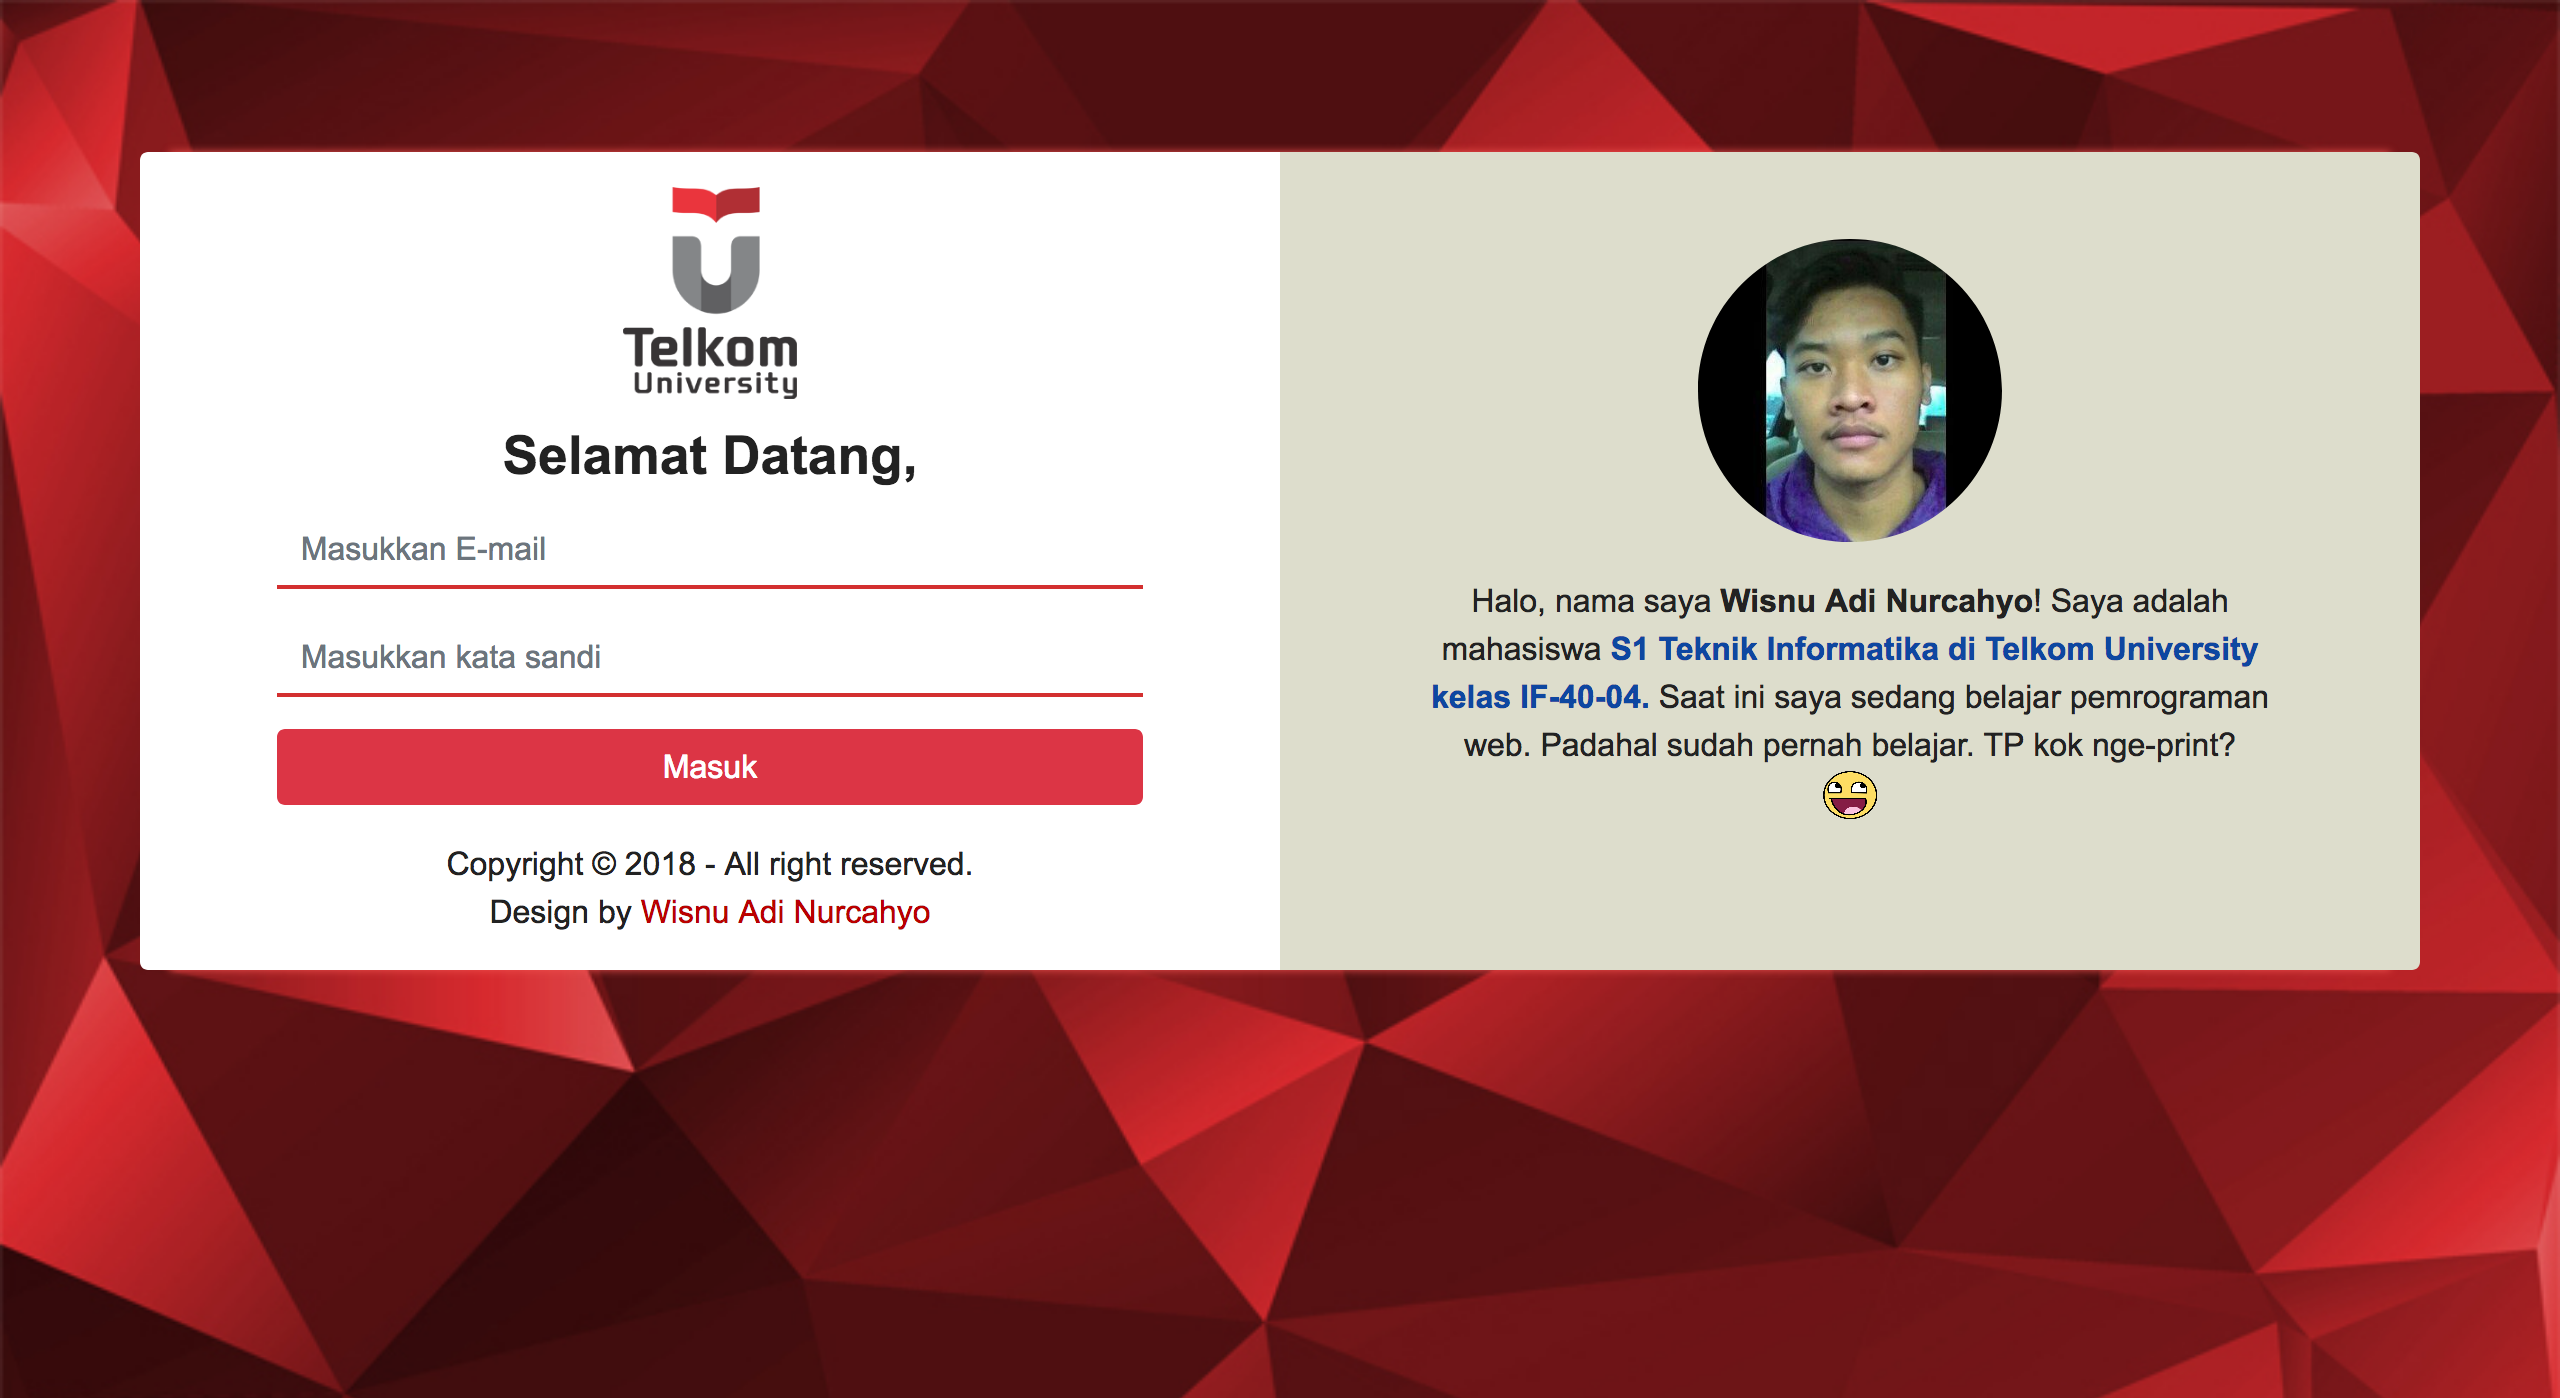 Telkom
University
Selamat Datang,
Masukkan E-mail
Masukkan kata sandi
Masuk
Copyright © 2018 - All right reserved.
Design by Wisnu Adi Nurcahyo
Halo, nama saya Wisnu Adi Nurcahyo! Saya adalah
mahasiswa S1 Teknik Informatika di Telkom University
kelas IF-40-04. Saat ini saya sedang belajar pemrograman
web. Padahal sudah pernah belajar. TP kok nge-print?